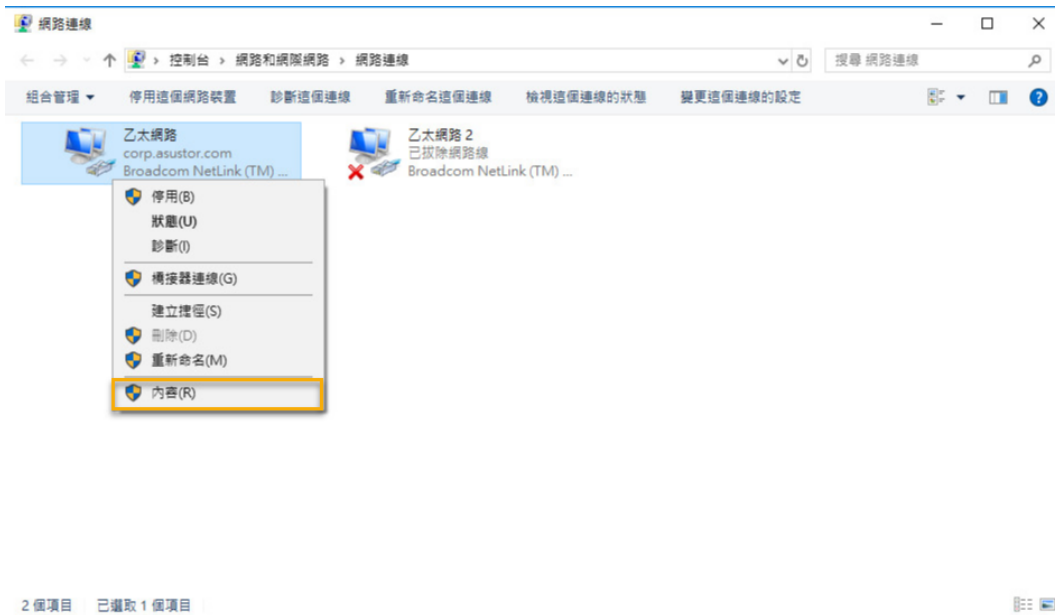 網路連線
控制台 › 網路和網際網路 › 網路連線
搜尋 網路連線
組合管理 停用這個網路裝置 診斷這個連線 重新命名這個連線 檢視這個連線的狀態 變更這個連線的設定
乙太網路
corp.asustor.com
Broadcom NetLink (TM) ...
乙太網路 2
已拔除網路線
Broadcom NetLink (TM) ...
停用(B)
狀態(U)
診斷(I)
橋接器連線(G)
建立捷徑(S)
刪除(D)
重新命名(M)
內容(R)
2 個項目 已選取 1 個項目